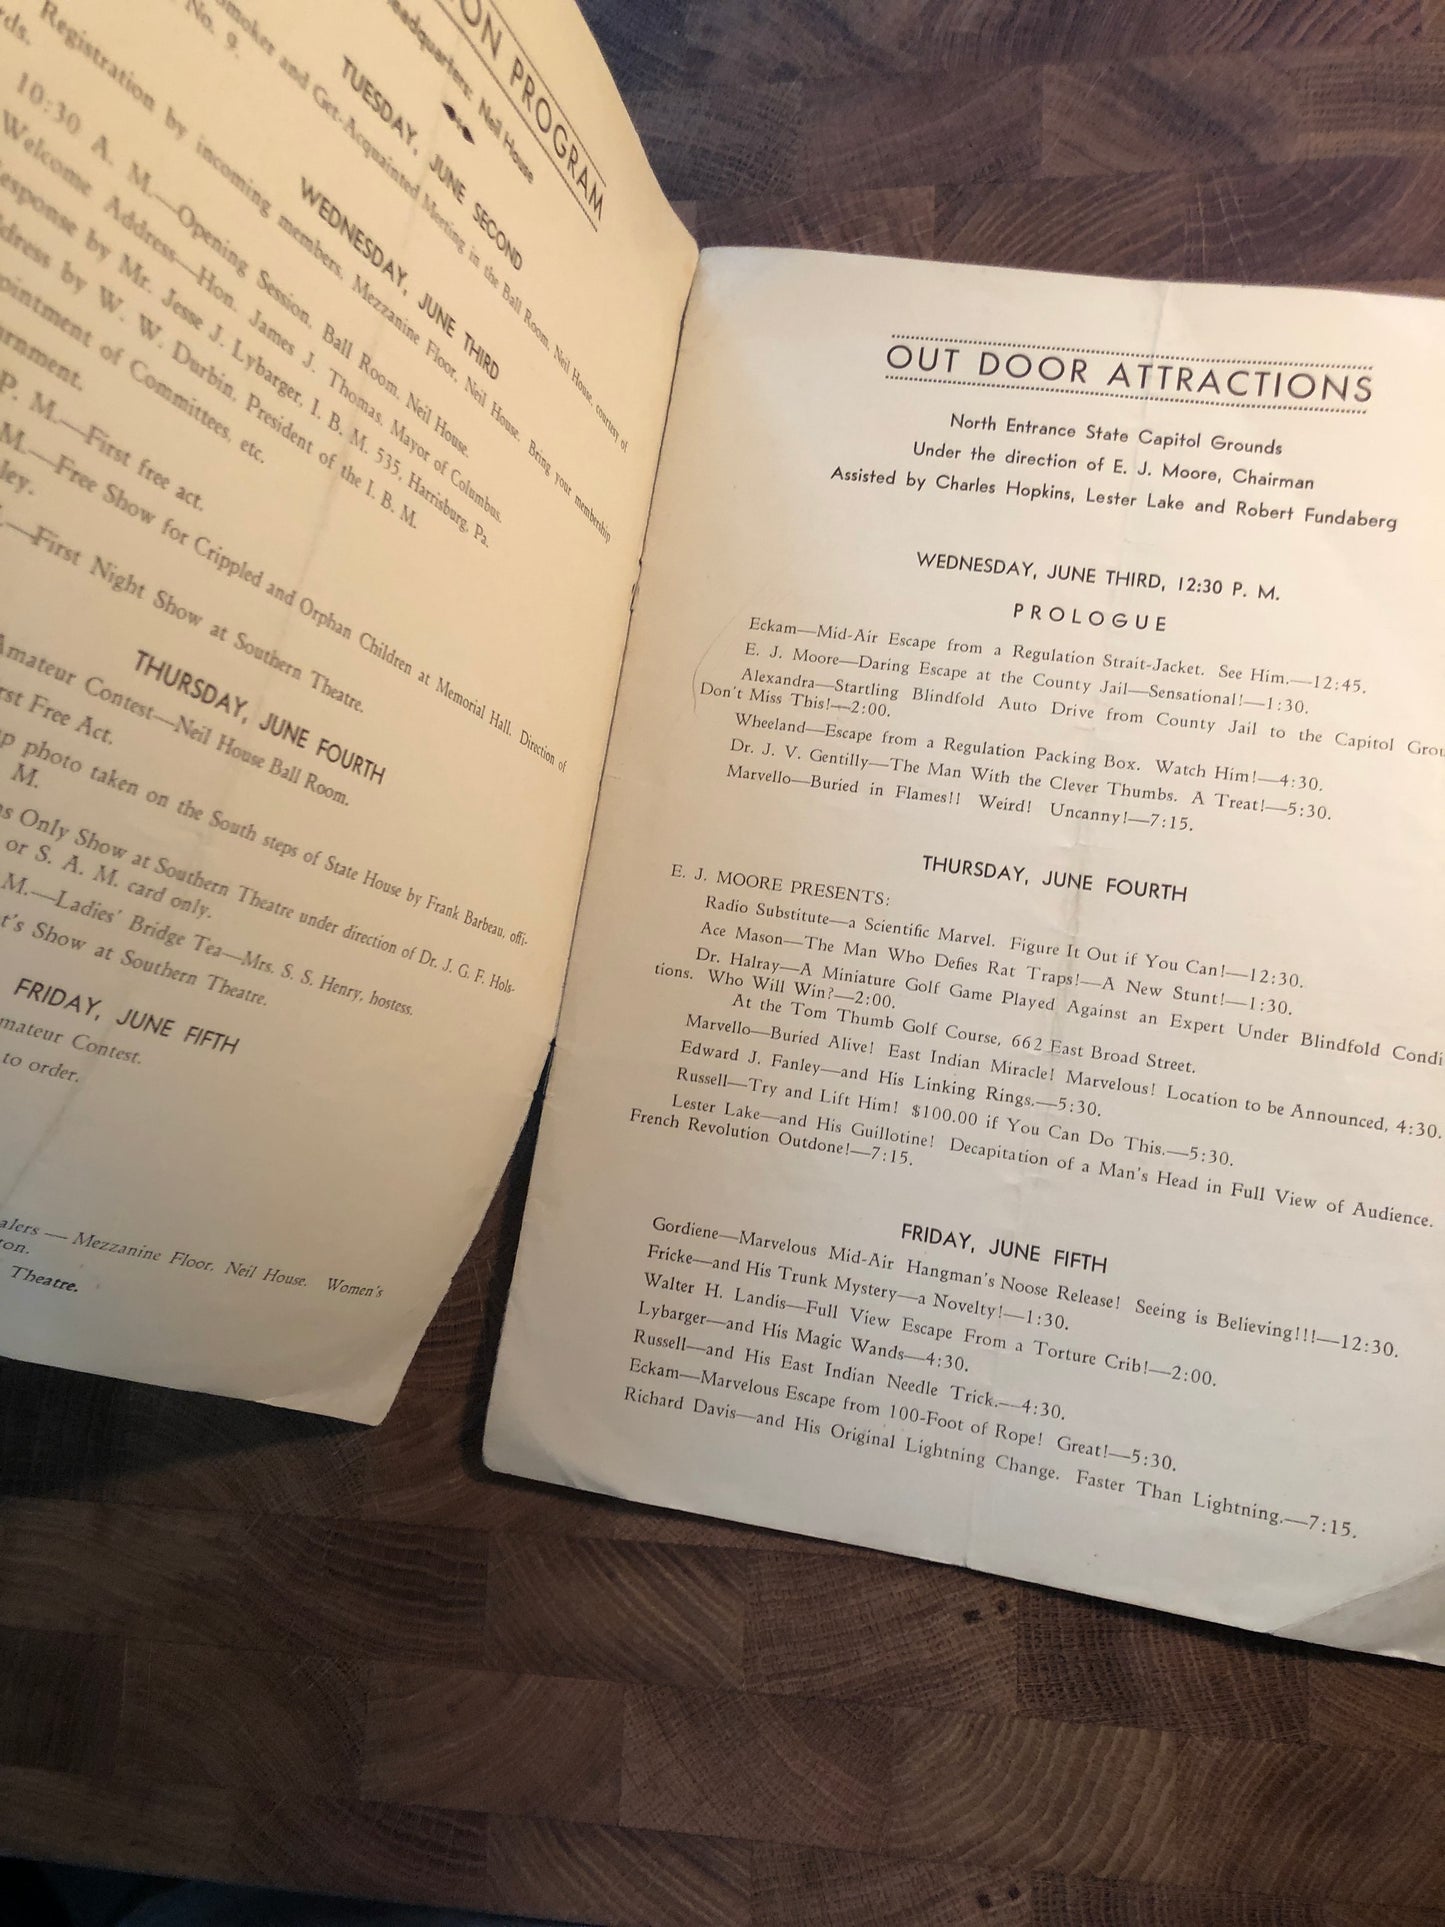 ON PROGRAM
eadquarters: Neil House
TUESDAY, JUNE SECOND
moker and Get-Acquainted Meeting in the Ball Room, Neil House, courtesy of
No. 9.
WEDNESDAY, JUNE THIRD
Registration by incoming members, Mezzanine Floor, Neil House. Bring your membership
rds.
10:30 A. M.—Opening Session, Ball Room, Neil House.
Welcome Address—Hon. James J. Thomas, Mayor of Columbus.
esponse by Mr. Jesse J. Lybarger, I. B. M. 535, Harrisburg, Pa.
ddress by W. W. Durbin, President of the I. B. M.
pointment of Committees, etc.
urnment.
P. M.—First free act.
M.—Free Show for Crippled and Orphan Children at Memorial Hall. Direction of
ley.
—First Night Show at Southern Theatre.
THURSDAY, JUNE FOURTH
Amateur Contest—Neil House Ball Room.
rst Free Act.
p photo taken on the South steps of State House by Frank Barbeau, offi-
M.
ns Only Show at Southern Theatre under direction of Dr. J. G. F. Hols-
or S. A. M. card only.
M.—Ladies' Bridge Tea—Mrs. S. S. Henry, hostess.
t's Show at Southern Theatre.
FRIDAY, JUNE FIFTH
mateur Contest.
to order.
alers — Mezzanine Floor, Neil House. Women's
ton.
Theatre.
OUT DOOR ATTRACTIONS
North Entrance State Capitol Grounds
Under the direction of E. J. Moore, Chairman
Assisted by Charles Hopkins, Lester Lake and Robert Fundaberg
WEDNESDAY, JUNE THIRD, 12:30 P. M.
PROLOGUE
Eckam—Mid-Air Escape from a Regulation Strait-Jacket. See Him.—12:45.
E. J. Moore—Daring Escape at the County Jail—Sensational!—1:30.
Alexandra—Startling Blindfold Auto Drive from County Jail to the Capitol Grou
Don't Miss This!—2:00.
Wheeland—Escape from a Regulation Packing Box. Watch Him!—4:30.
Dr. J. V. Gentilly—The Man With the Clever Thumbs. A Treat!—5:30.
Marvello—Buried in Flames!! Weird! Uncanny!—7:15.
THURSDAY, JUNE FOURTH
E. J. MOORE PRESENTS:
Radio Substitute—a Scientific Marvel. Figure It Out if You Can!—12:30.
Ace Mason—The Man Who Defies Rat Traps!—A New Stunt!—1:30.
Dr. Halray—A Miniature Golf Game Played Against an Expert Under Blindfold Condi
tions. Who Will Win?—2:00.
At the Tom Thumb Golf Course, 662 East Broad Street.
Marvello—Buried Alive! East Indian Miracle! Marvelous! Location to be Announced, 4:30.
Edward J. Fanley—and His Linking Rings.—5:30.
Russell—Try and Lift Him! $100.00 if You Can Do This.—5:30.
Lester Lake—and His Guillotine! Decapitation of a Man's Head in Full View of Audience.
French Revolution Outdone!—7:15.
FRIDAY, JUNE FIFTH
Gordiene—Marvelous Mid-Air Hangman's Noose Release! Seeing is Believing!!!—12:30.
Fricke—and His Trunk Mystery—a Novelty!—1:30.
Walter H. Landis—Full View Escape From a Torture Crib!—2:00.
Lybarger—and His Magic Wands—4:30.
Russell—and His East Indian Needle Trick.—4:30.
Eckam—Marvelous Escape from 100-Foot of Rope! Great!—5:30.
Richard Davis—and His Original Lightning Change. Faster Than Lightning.—7:15.